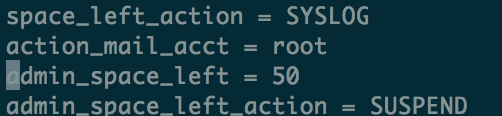 space_left_action = SYSLOG
action_mail_acct = root
admin_space_left = 50
admin_space_left_action = SUSPEND